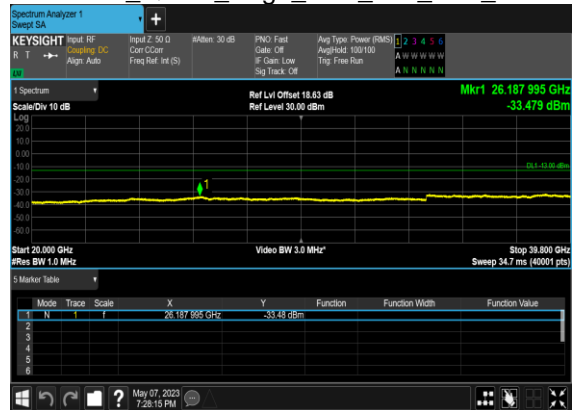 Spectrum Analyzer 1
Swept SA
+
KEYSIGHT
R T
Input: RF
Coupling: DC
Align: Auto
Input Z: 50 Ω
Corr CCorr
Freq Ref: Int (S)
#Atten: 30 dB
PNO: Fast
Gate: Off
IF Gain: Low
Sig Track: Off
Avg Type: Power (RMS)
Avg|Hold: 100/100
Trig: Free Run
1 2 3 4 5 6
A W W W W W
A N N N N N
1 Spectrum
Scale/Div 10 dB
Ref Lvl Offset 18.63 dB
Ref Level 30.00 dBm
Mkr1 26.187 995 GHz
-33.479 dBm
Log
20.0
10.0
0.00
-10.0
-20.0
-30.0
-40.0
-50.0
-60.0
DL1 -13.00 dBm
1
Start 20.000 GHz
#Res BW 1.0 MHz
Video BW 3.0 MHz*
Stop 39.800 GHz
Sweep 34.7 ms (40001 pts)
5 Marker Table
Mode Trace Scale X Y Function Function Width Function Value
1 N 1 f 26.187 995 GHz -33.48 dBm
2
3
4
5
6
?
May 07, 2023
7:28:15 PM